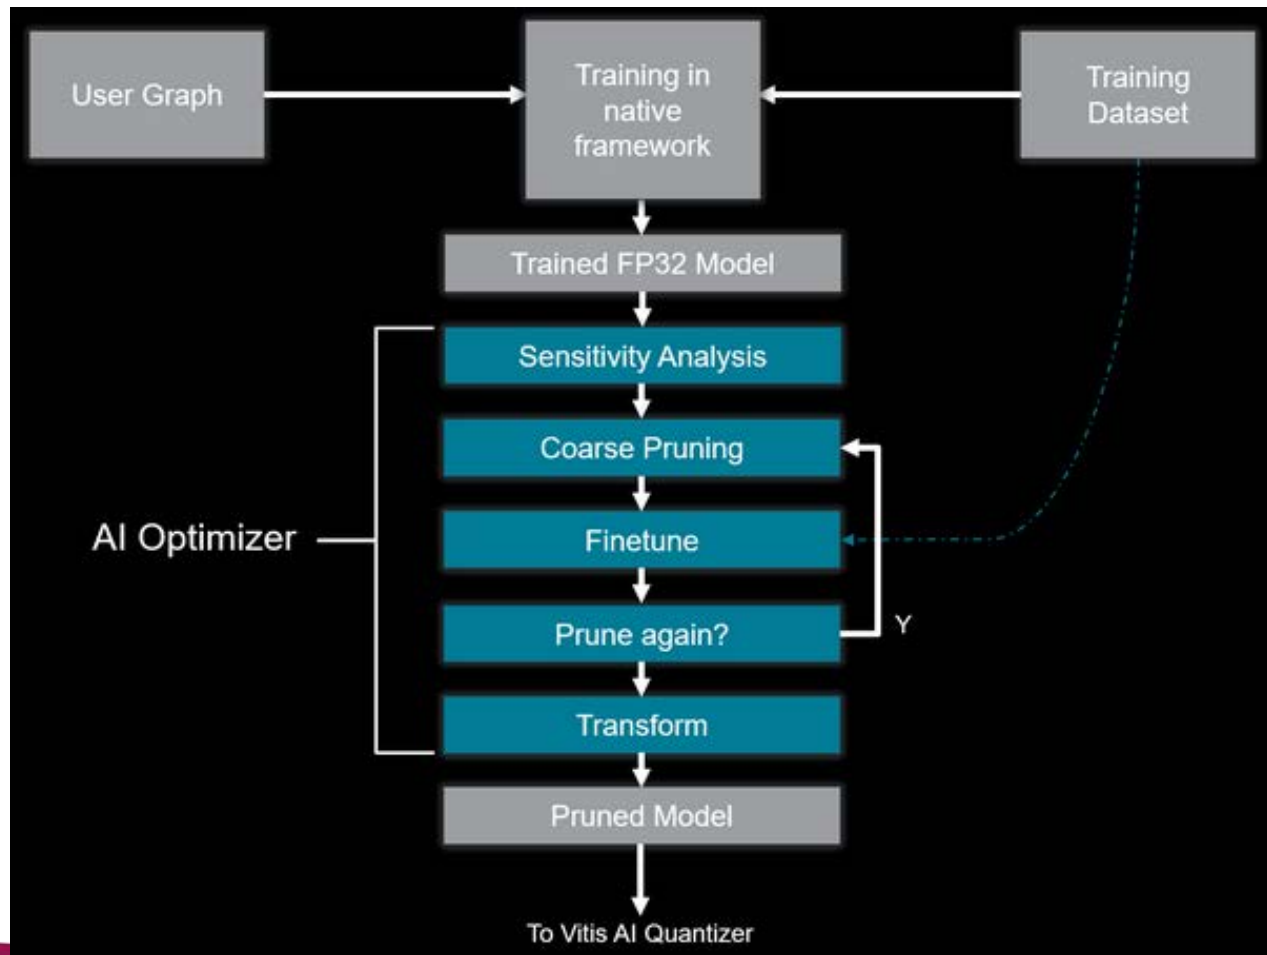 User Graph
Training in
native
framework
Training
Dataset
Trained FP32 Model
Sensitivity Analysis
Coarse Pruning
AI Optimizer
Finetune
Prune again?
Y
Transform
Pruned Model
To Vitis AI Quantizer